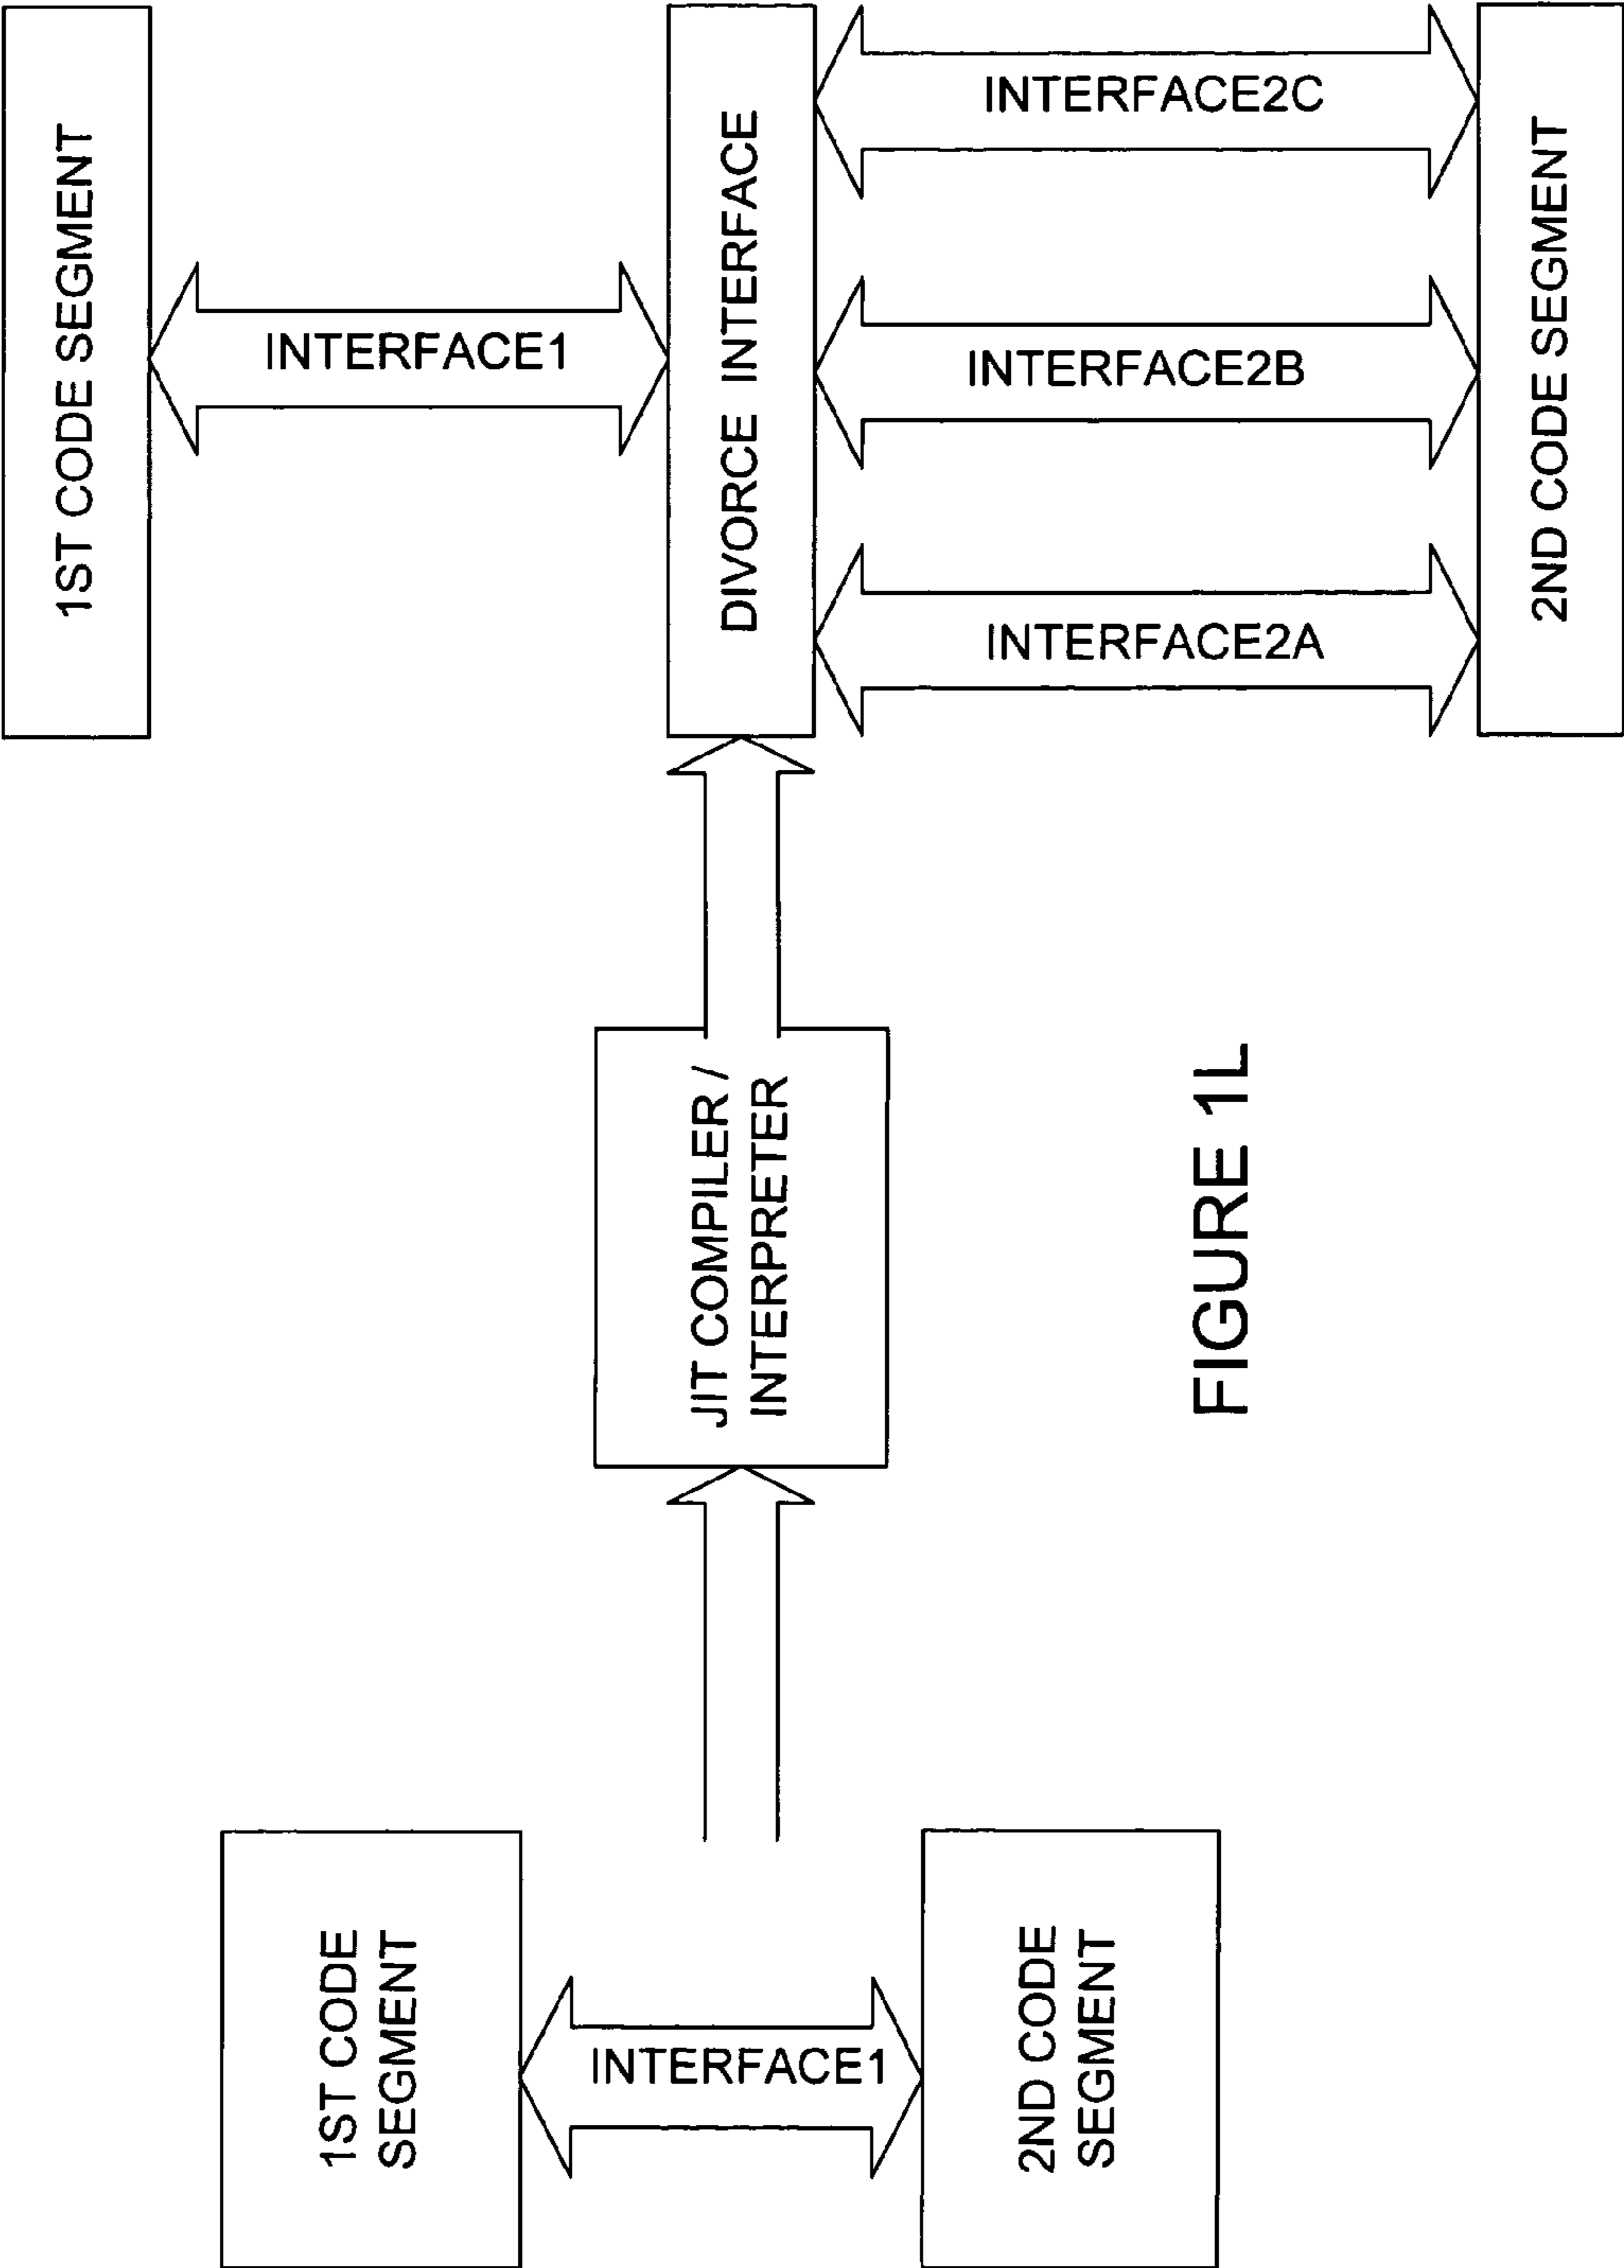 1ST CODE
SEGMENT
INTERFACE1
2ND CODE
SEGMENT
JIT COMPILER /
INTERPRETER
1ST CODE SEGMENT
INTERFACE1
DIVORCE INTERFACE
INTERFACE2A
INTERFACE2B
INTERFACE2C
2ND CODE SEGMENT
FIGURE 1L